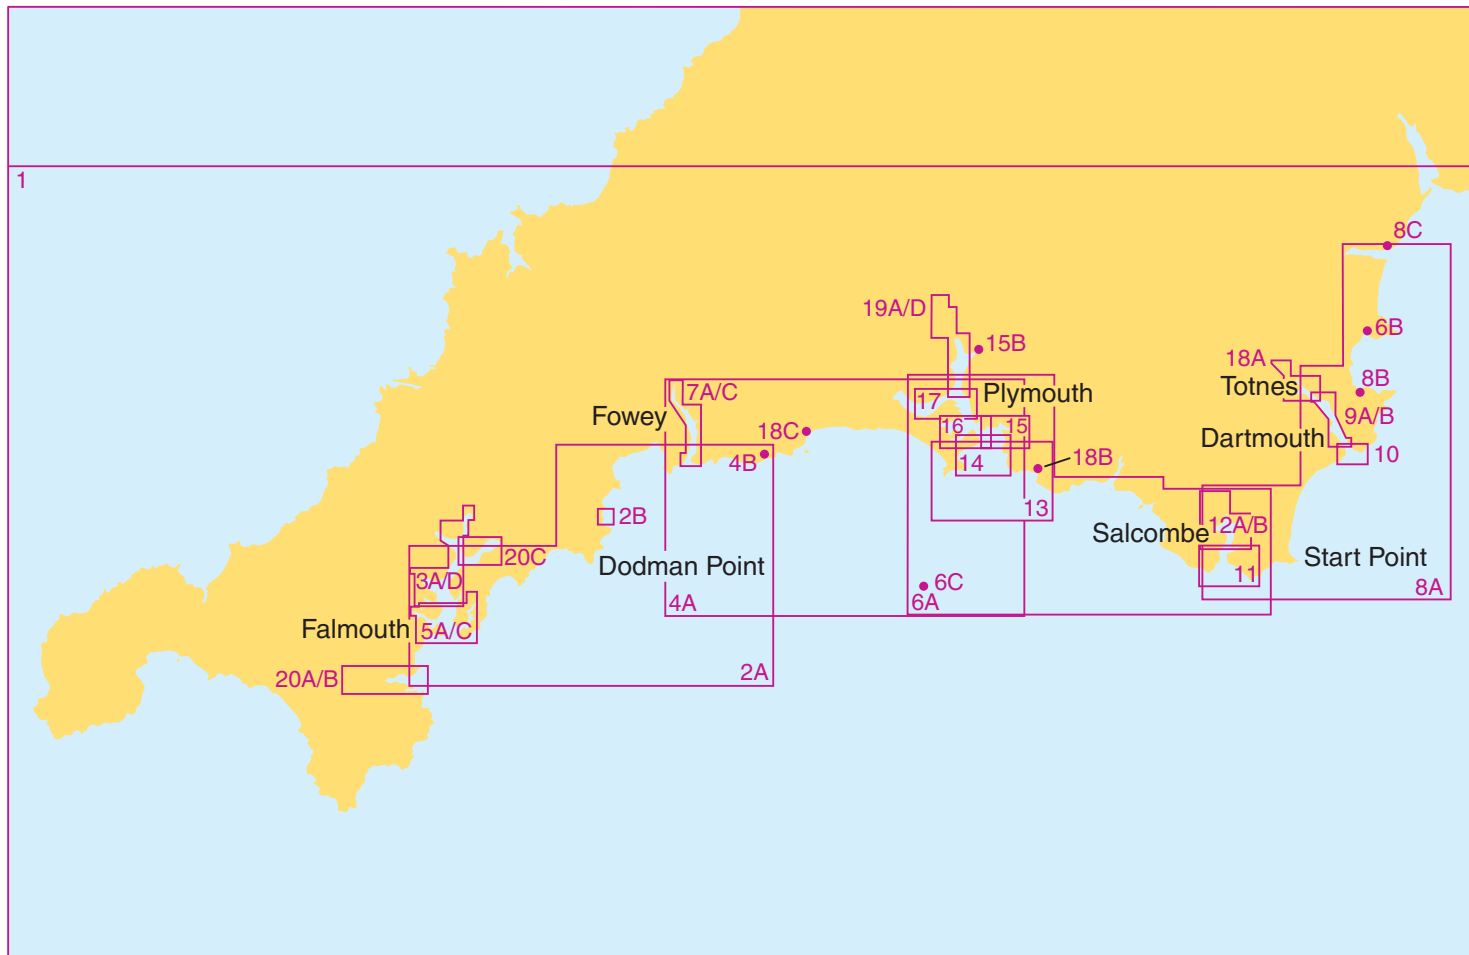 1
8C
19A/D
6B
15B
18A
Totnes
8B
7A/C
Plymouth
17
Fowey
9A/B
18C
16
15
Dartmouth
4B
14
18B
10
13
2B
12A/B
Salcombe
20C
Dodman Point
Start Point
3A/D
11
6C
8A
4A
6A
Falmouth
5A/C
20A/B
2A